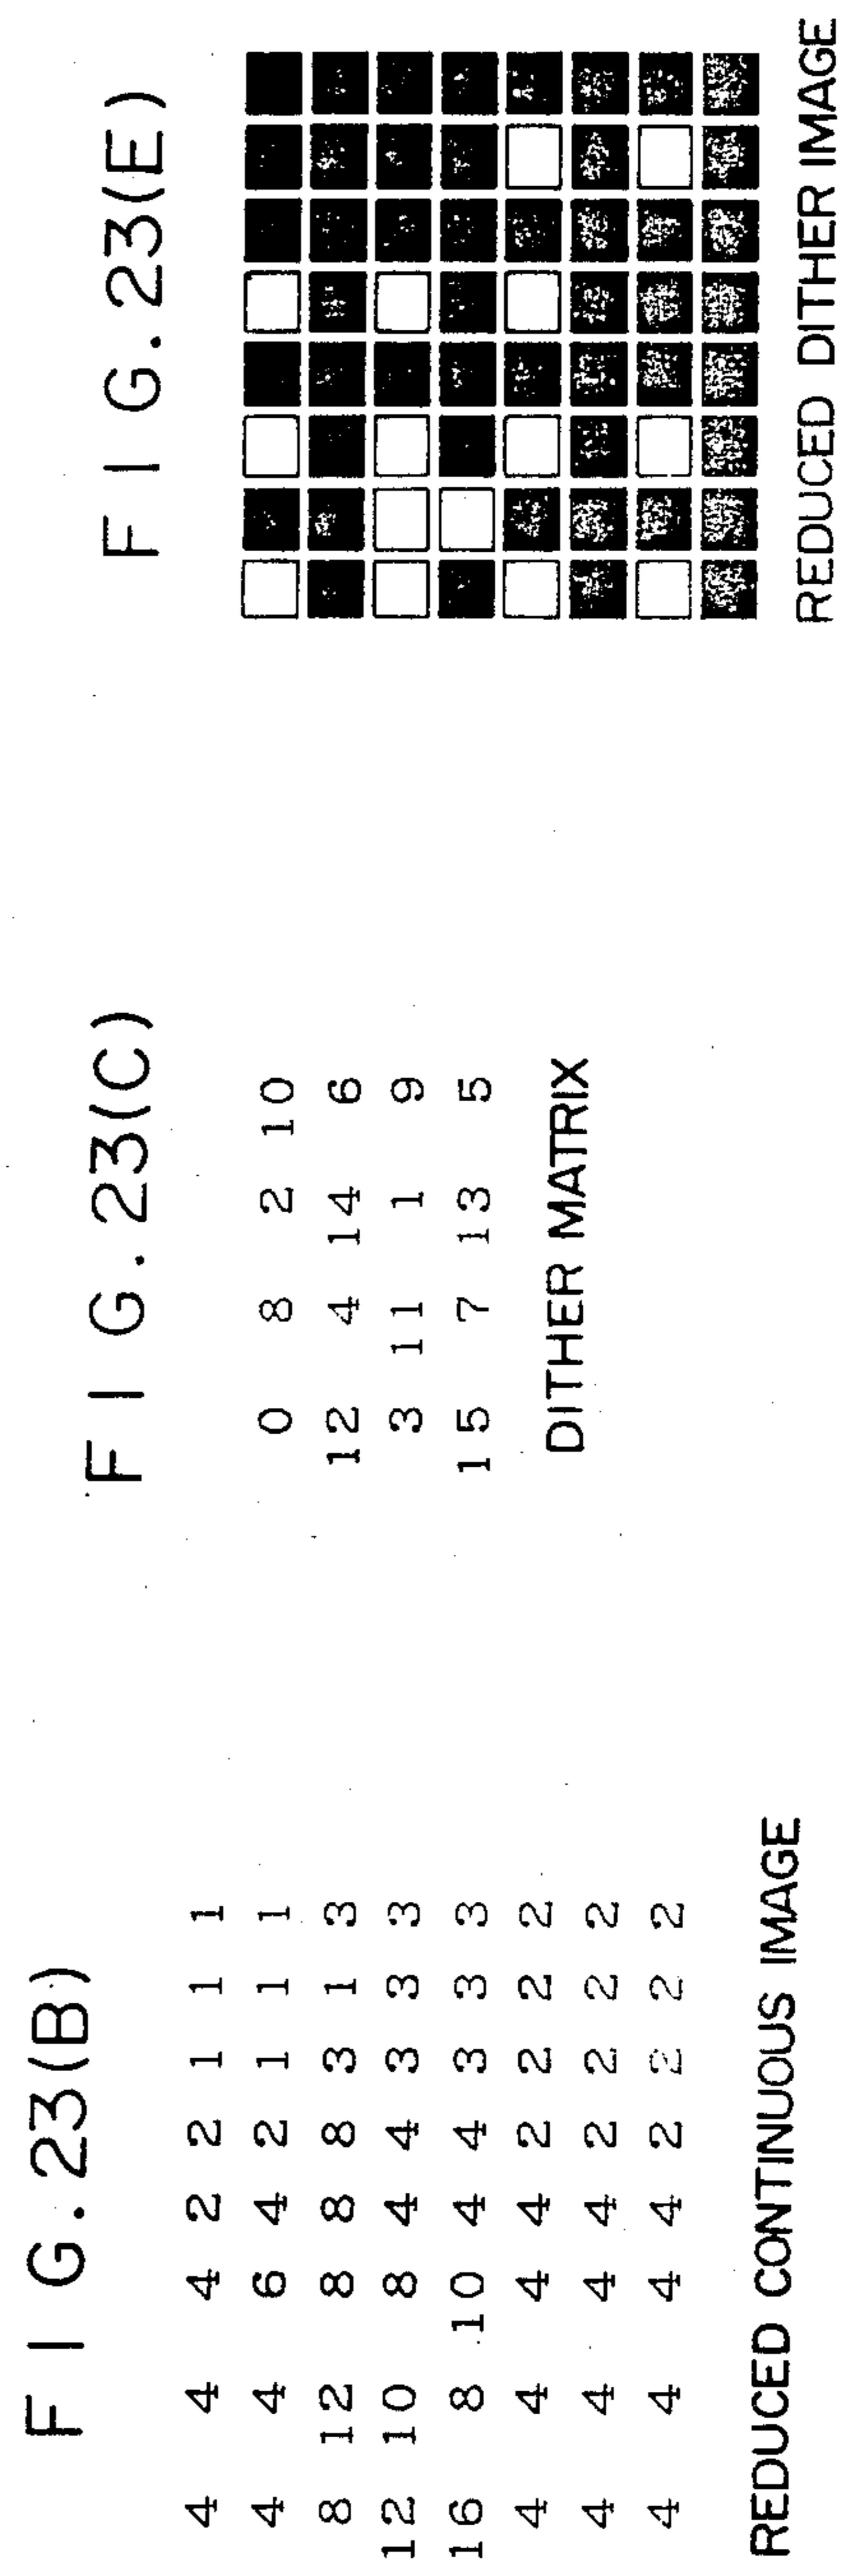 FIG. 23(B)
4 4 4 2 2 1 1 1
4 4 6 4 2 1 1 1
8 12 8 8 8 3 1 3
12 10 8 4 4 3 3 3
16 8 10 4 4 3 3 3
4 4 4 4 2 2 2 2
4 4 4 4 2 2 2 2
4 4 4 4 2 2 2 2
REDUCED CONTINUOUS IMAGE
FIG. 23(C)
0 8 2 10
12 4 14 6
3 11 1 9
15 7 13 5
DITHER MATRIX
FIG. 23(E)
REDUCED DITHER IMAGE